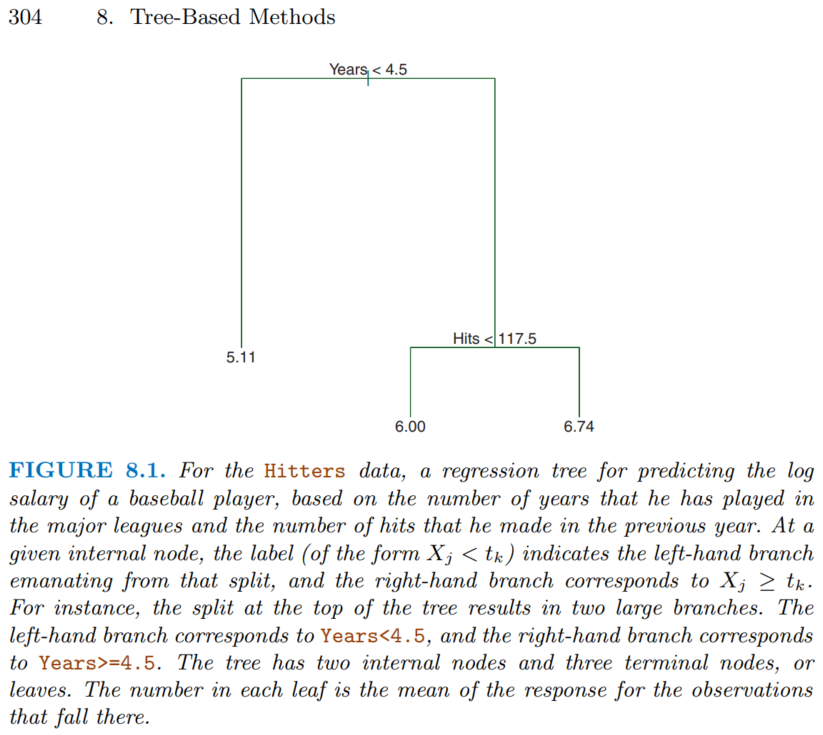 304 8. Tree-Based Methods
Years < 4.5
Hits < 117.5
5.11
6.00 6.74
FIGURE 8.1. For the Hitters data, a regression tree for predicting the log
salary of a baseball player, based on the number of years that he has played in
the major leagues and the number of hits that he made in the previous year. At a
given internal node, the label (of the form Xj < tk) indicates the left-hand branch
emanating from that split, and the right-hand branch corresponds to Xj ≥ tk.
For instance, the split at the top of the tree results in two large branches. The
left-hand branch corresponds to Years<4.5, and the right-hand branch corresponds
to Years>=4.5. The tree has two internal nodes and three terminal nodes, or
leaves. The number in each leaf is the mean of the response for the observations
that fall there.